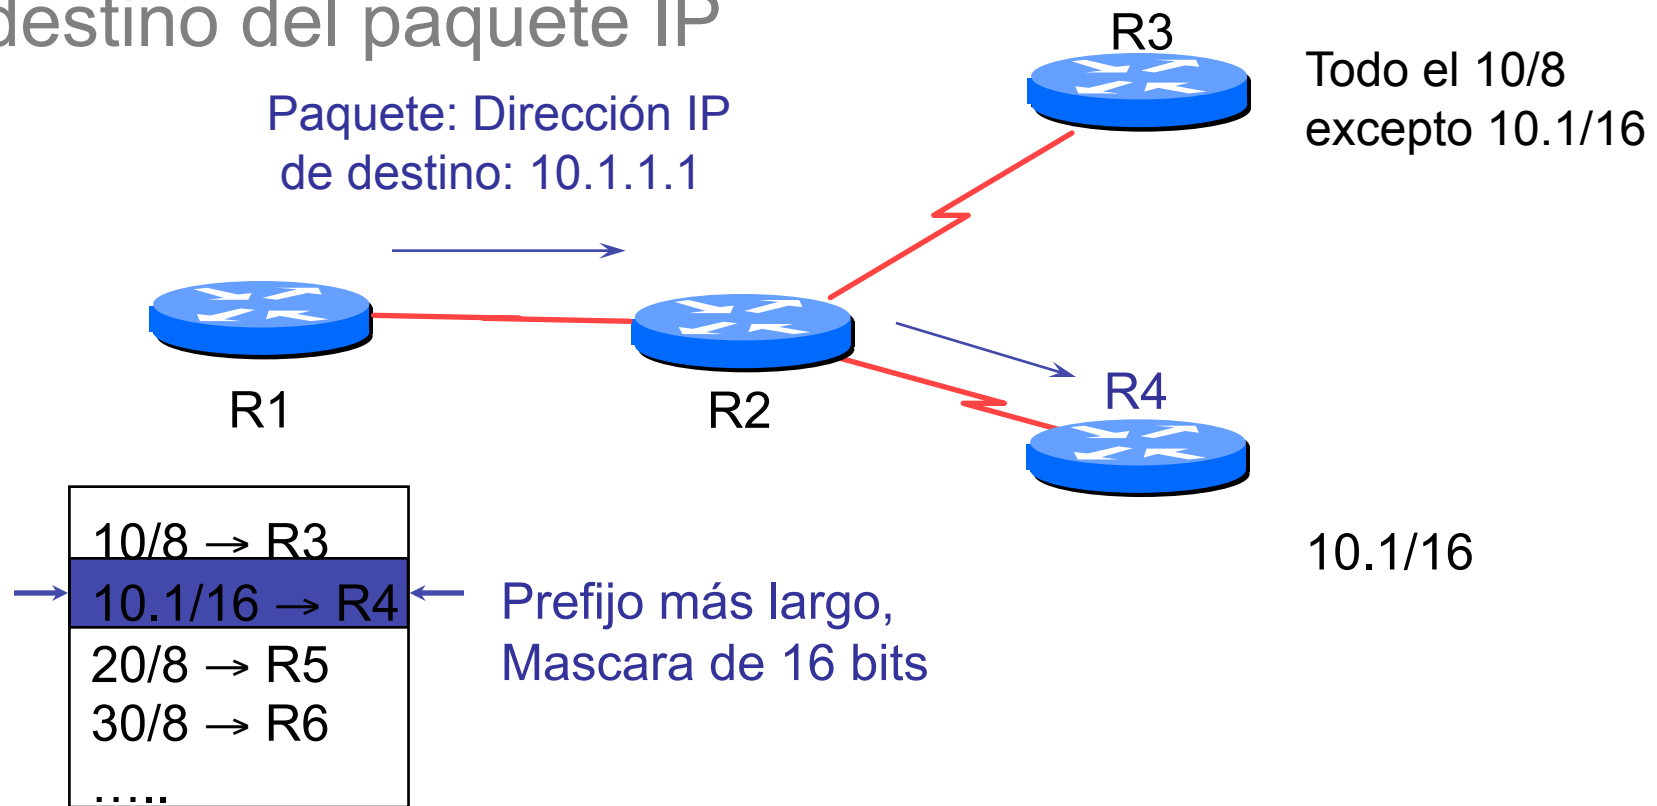 destino del paquete IP
Paquete: Dirección IP
de destino: 10.1.1.1
R3
Todo el 10/8
excepto 10.1/16
R1
R2
R4
10.1/16
10/8 → R3
10.1/16 → R4
20/8 → R5
30/8 → R6
.....
Prefijo más largo,
Mascara de 16 bits